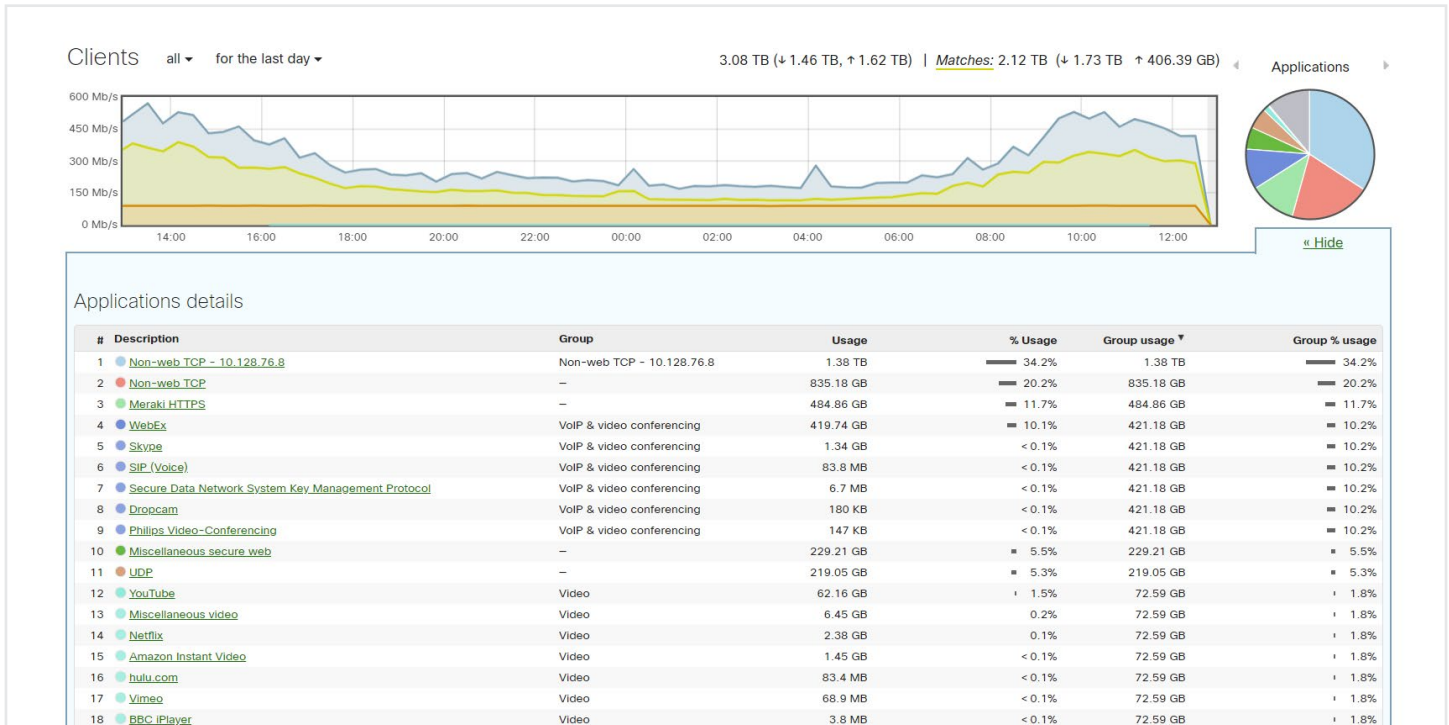 Clients all for the last day 3.08 TB (↓ 1.46 TB, ↑ 1.62 TB) | Matches: 2.12 TB (↓ 1.73 TB ↑ 406.39 GB) Applications
600 Mb/s
450 Mb/s
300 Mb/s
150 Mb/s
0 Mb/s
14:00 16:00 18:00 20:00 22:00 00:00 02:00 04:00 06:00 08:00 10:00 12:00
« Hide
Applications details
# Description Group Usage % Usage Group usage ▼ Group % usage
1 Non-web TCP - 10.128.76.8 Non-web TCP - 10.128.76.8 1.38 TB 34.2% 1.38 TB 34.2%
2 Non-web TCP – 835.18 GB 20.2% 835.18 GB 20.2%
3 Meraki HTTPS – 484.86 GB 11.7% 484.86 GB 11.7%
4 WebEx VoIP & video conferencing 419.74 GB 10.1% 421.18 GB 10.2%
5 Skype VoIP & video conferencing 1.34 GB < 0.1% 421.18 GB 10.2%
6 SIP (Voice) VoIP & video conferencing 83.8 MB < 0.1% 421.18 GB 10.2%
7 Secure Data Network System Key Management Protocol VoIP & video conferencing 6.7 MB < 0.1% 421.18 GB 10.2%
8 Dropcam VoIP & video conferencing 180 KB < 0.1% 421.18 GB 10.2%
9 Philips Video-Conferencing VoIP & video conferencing 147 KB < 0.1% 421.18 GB 10.2%
10 Miscellaneous secure web – 229.21 GB 5.5% 229.21 GB 5.5%
11 UDP – 219.05 GB 5.3% 219.05 GB 5.3%
12 YouTube Video 62.16 GB 1.5% 72.59 GB 1.8%
13 Miscellaneous video Video 6.45 GB 0.2% 72.59 GB 1.8%
14 Netflix Video 2.38 GB 0.1% 72.59 GB 1.8%
15 Amazon Instant Video Video 1.45 GB < 0.1% 72.59 GB 1.8%
16 hulu.com Video 83.4 MB < 0.1% 72.59 GB 1.8%
17 Vimeo Video 68.9 MB < 0.1% 72.59 GB 1.8%
18 BBC iPlayer Video 3.8 MB < 0.1% 72.59 GB 1.8%